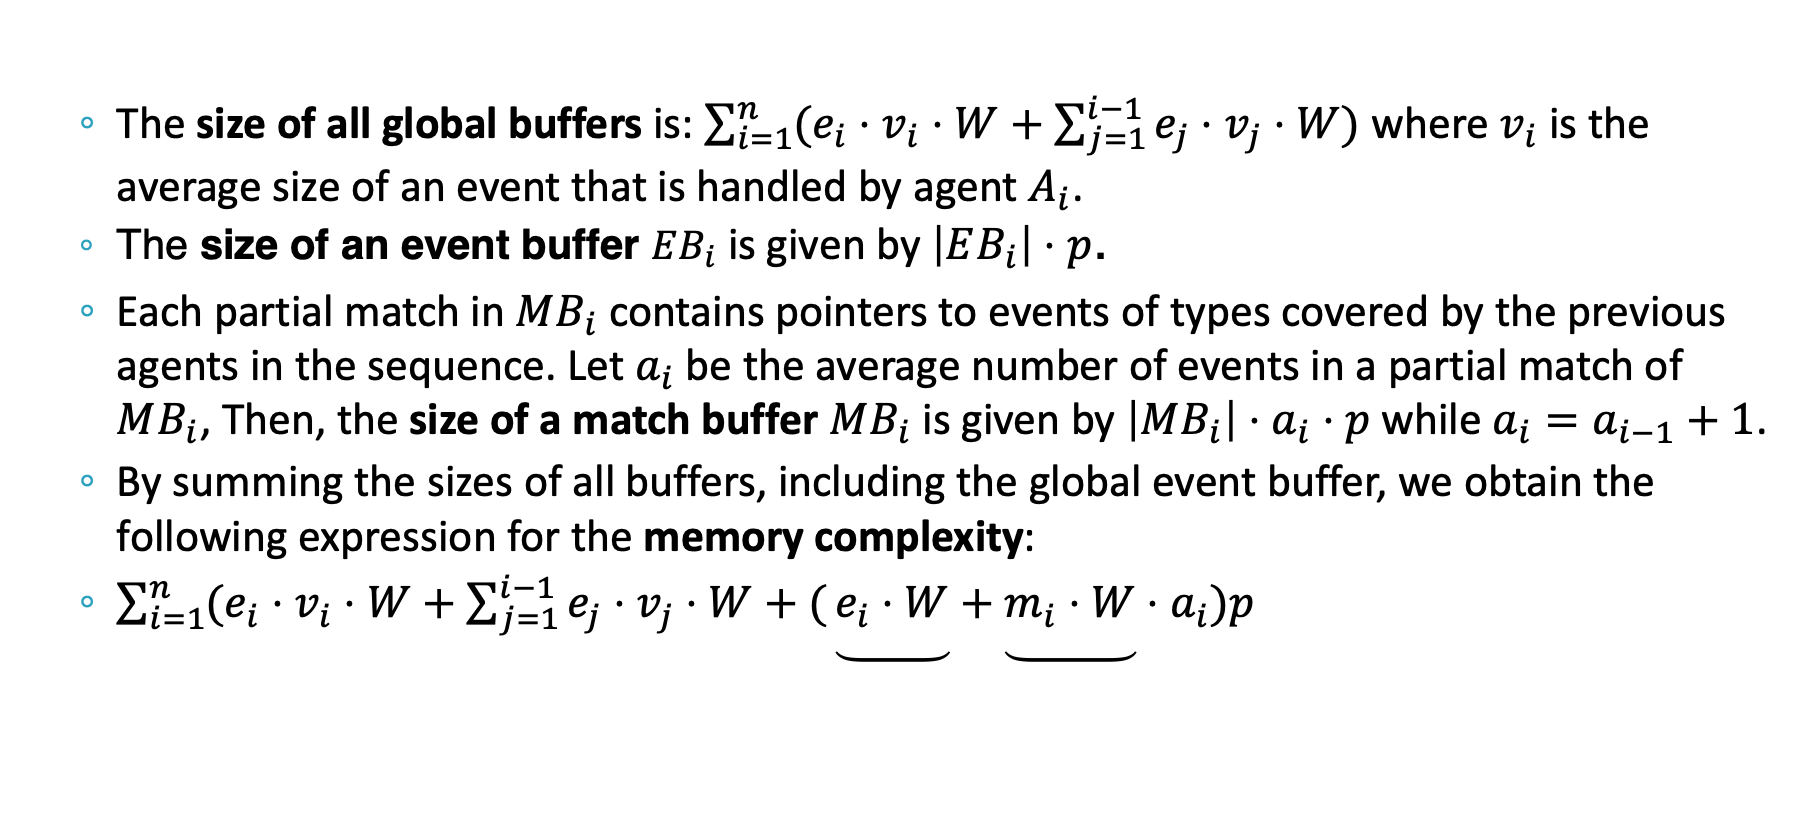 ◦ The size of all global buffers is: ∑ⁿᵢ₌₁(eᵢ · vᵢ · W + ∑ⁱ⁻¹ⱼ₌₁ eⱼ · vⱼ · W) where vᵢ is the
average size of an event that is handled by agent Aᵢ.
◦ The size of an event buffer EBᵢ is given by |EBᵢ| · p.
◦ Each partial match in MBᵢ contains pointers to events of types covered by the previous
agents in the sequence. Let aᵢ be the average number of events in a partial match of
MBᵢ, Then, the size of a match buffer MBᵢ is given by |MBᵢ| · aᵢ · p while aᵢ = aᵢ₋₁ + 1.
◦ By summing the sizes of all buffers, including the global event buffer, we obtain the
following expression for the memory complexity:
◦ ∑ⁿᵢ₌₁(eᵢ · vᵢ · W + ∑ⁱ⁻¹ⱼ₌₁ eⱼ · vⱼ · W + (eᵢ · W + mᵢ · W · aᵢ)p